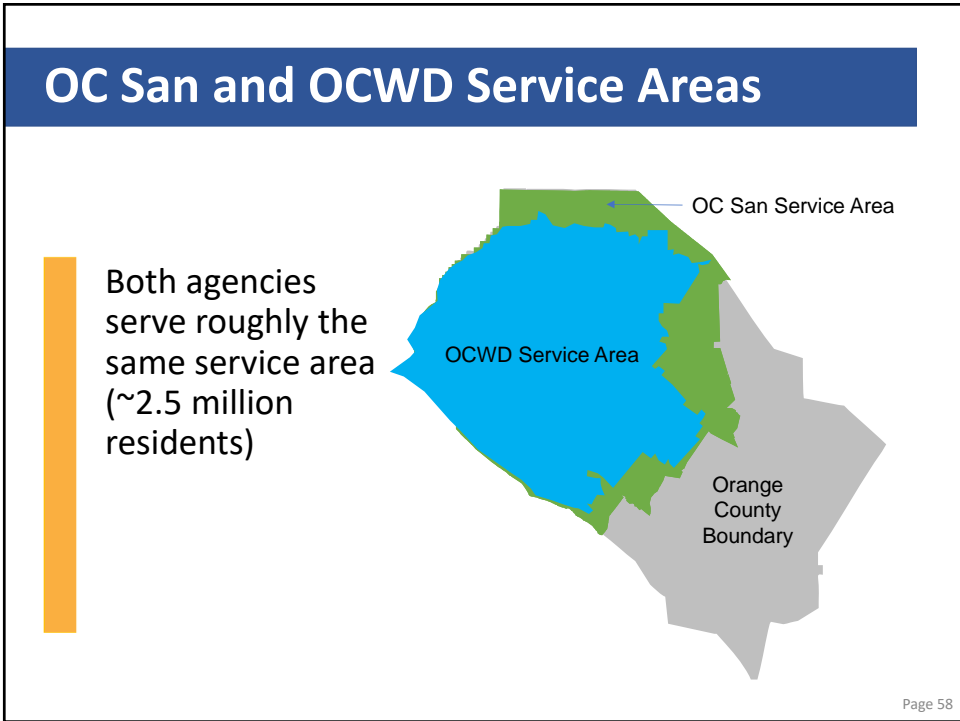 OC San and OCWD Service Areas
OC San Service Area
Both agencies
serve roughly the
same service area
(~2.5 million
residents)
OCWD Service Area
Orange
County
Boundary
Page 58